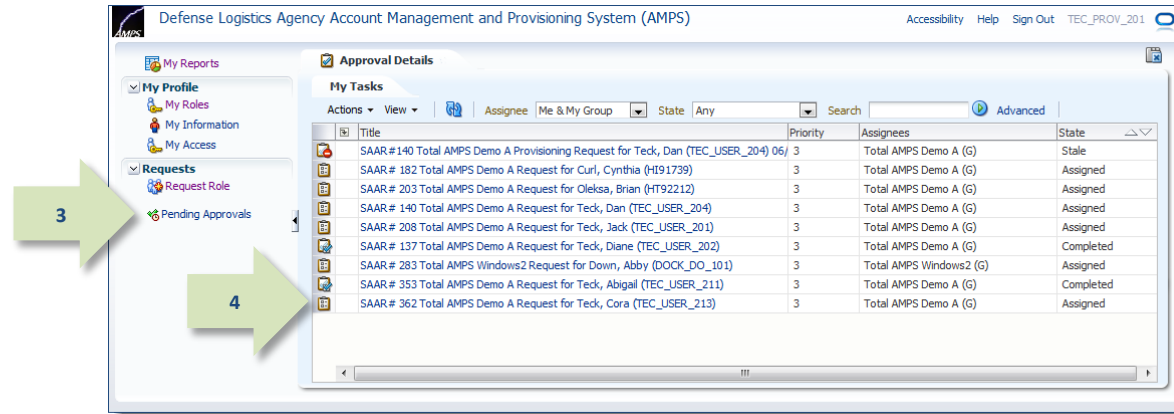 AMPS
Defense Logistics Agency Account Management and Provisioning System (AMPS)
Accessibility Help Sign Out TEC_PROV_201
My Reports
My Profile
My Roles
My Information
My Access
Requests
Request Role
Pending Approvals
3
4
Approval Details
My Tasks
Actions View Assignee Me & My Group State Any Search Advanced
Title Priority Assignees State
SAAR#140 Total AMPS Demo A Provisioning Request for Teck, Dan (TEC_USER_204) 06/ 3 Total AMPS Demo A (G) Stale
SAAR# 182 Total AMPS Demo A Request for Curl, Cynthia (HI91739) 3 Total AMPS Demo A (G) Assigned
SAAR# 203 Total AMPS Demo A Request for Oleksa, Brian (HT92212) 3 Total AMPS Demo A (G) Assigned
SAAR# 140 Total AMPS Demo A Request for Teck, Dan (TEC_USER_204) 3 Total AMPS Demo A (G) Assigned
SAAR# 208 Total AMPS Demo A Request for Teck, Jack (TEC_USER_201) 3 Total AMPS Demo A (G) Assigned
SAAR# 137 Total AMPS Demo A Request for Teck, Diane (TEC_USER_202) 3 Total AMPS Demo A (G) Completed
SAAR# 283 Total AMPS Windows2 Request for Down, Abby (DOCK_DO_101) 3 Total AMPS Windows2 (G) Assigned
SAAR# 353 Total AMPS Demo A Request for Teck, Abigail (TEC_USER_211) 3 Total AMPS Demo A (G) Completed
SAAR# 362 Total AMPS Demo A Request for Teck, Cora (TEC_USER_213) 3 Total AMPS Demo A (G) Assigned